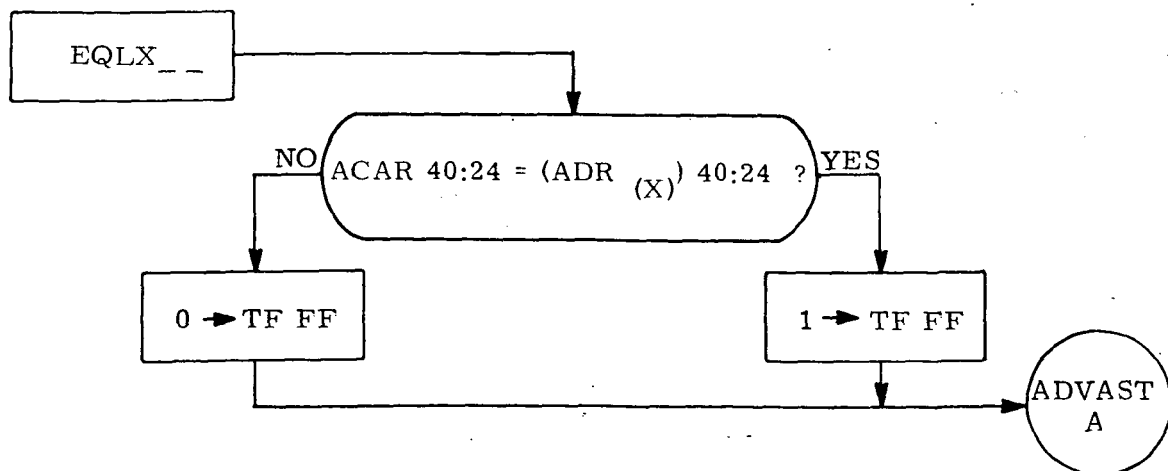 EQLX_ _
NO
ACAR 40:24 = (ADR (X)) 40:24 ?
YES
0 → TF FF
1 → TF FF
ADVAST
A